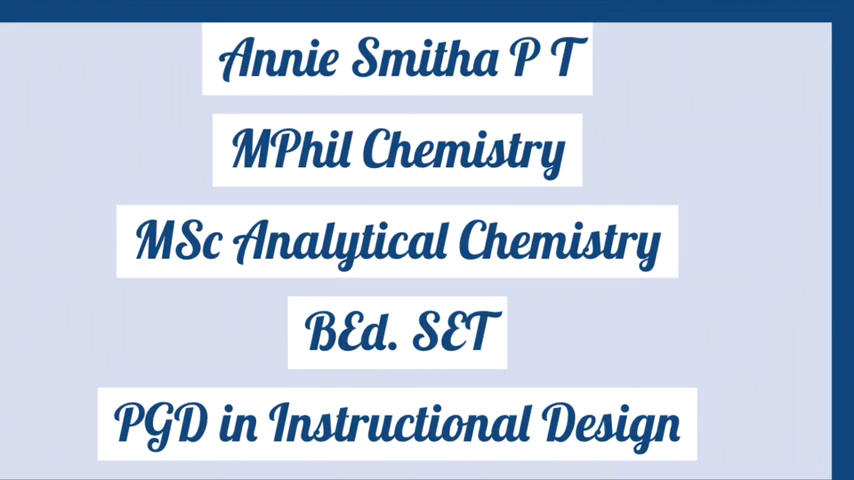 Annie Smitha P T
MPhil Chemistry
MSc Analytical Chemistry
BEd. SET
PGD in Instructional Design